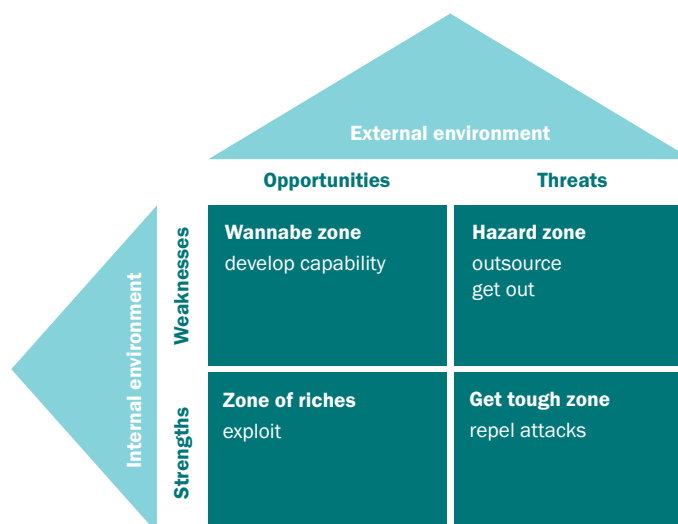 External environment
Opportunities
Threats
Internal environment
Weaknesses
Wannabe zone
develop capability
Hazard zone
outsource
get out
Strengths
Zone of riches
exploit
Get tough zone
repel attacks